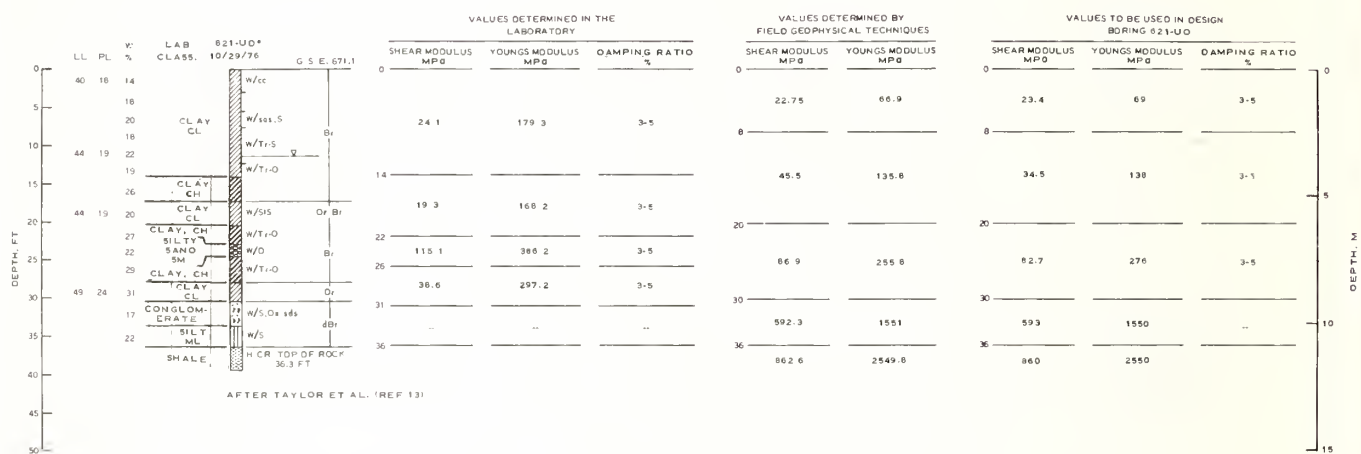 VALUES DETERMINED IN THE LABORATORY
VALUES DETERMINED BY FIELD GEOPHYSICAL TECHNIQUES
VALUES TO BE USED IN DESIGN BORING 621-UD
LL PL W % LAB CLASS. 621-UD* 10/29/76 G S E. 671.1
SHEAR MODULUS MPa YOUNGS MODULUS MPa DAMPING RATIO %
SHEAR MODULUS MPa YOUNGS MODULUS MPa
SHEAR MODULUS MPa YOUNGS MODULUS MPa DAMPING RATIO %
0 0 0 0 0
40 18 14 W/cc
18 22.75 66.9 23.4 69 3-5
5
20 CLAY CL W/sas,S 24.1 179.3 3-5
18 Br 8 8
10 W/Tr-S
44 19 22
19 W/Tr-O 14 45.5 135.8 34.5 138 3-5
15 CLAY CH
26 5
44 19 20 CLAY CL W/SIS Or Br 19.3 168.2 3-5
20 20 20
27 CLAY, CH W/Tr-O 22
22 SILTY SAND SM W/O Br 115.1 386.2 3-5
25 86.9 255.8 82.7 276 3-5
29 CLAY, CH W/Tr-O 26
49 24 31 CLAY CL Or 38.6 297.2 3-5
30 31 30 30
17 CONGLOM-ERATE W/S,Ox sds dBr 592.3 1551 593 1550 --
10
35 22 SILT ML W/S -- -- --
36 36 36
SHALE H CR TOP OF ROCK 36.3 FT 862.6 2549.8 860 2550
40
AFTER TAYLOR ET AL. (REF 13)
45
50 15
DEPTH, FT
DEPTH, M